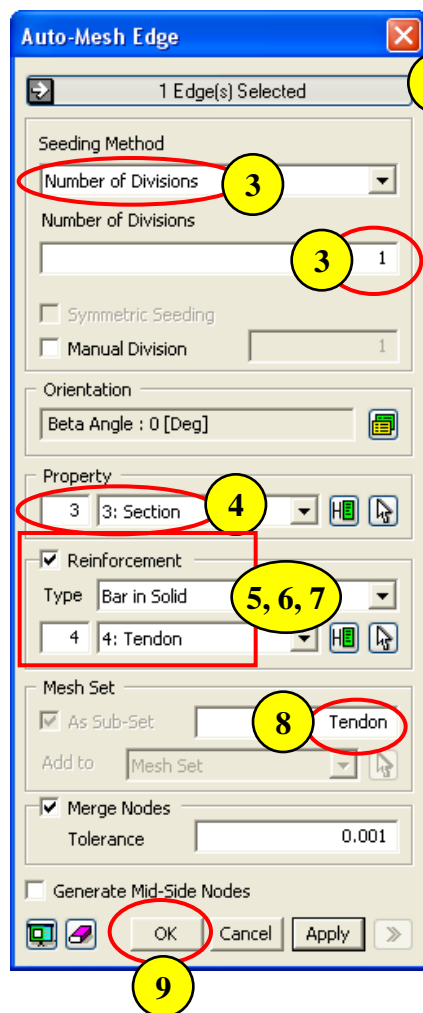 Auto-Mesh Edge
1 Edge(s) Selected
Seeding Method
Number of Divisions 3
Number of Divisions
3 1
Symmetric Seeding
Manual Division 1
Orientation
Beta Angle : 0 [Deg]
Property
3 3: Section 4
Reinforcement
Type Bar in Solid 5, 6, 7
4 4: Tendon
Mesh Set
As Sub-Set 8 Tendon
Add to Mesh Set
Merge Nodes
Tolerance 0.001
Generate Mid-Side Nodes
OK Cancel Apply >>
9